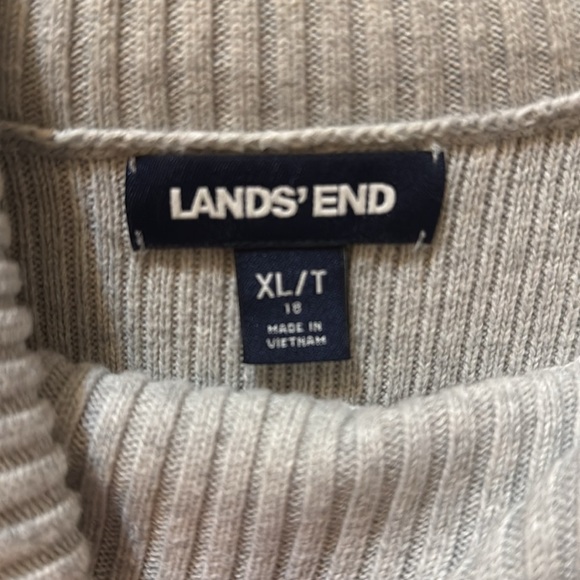 LANDS' END
XL/T
18
MADE IN
VIETNAM